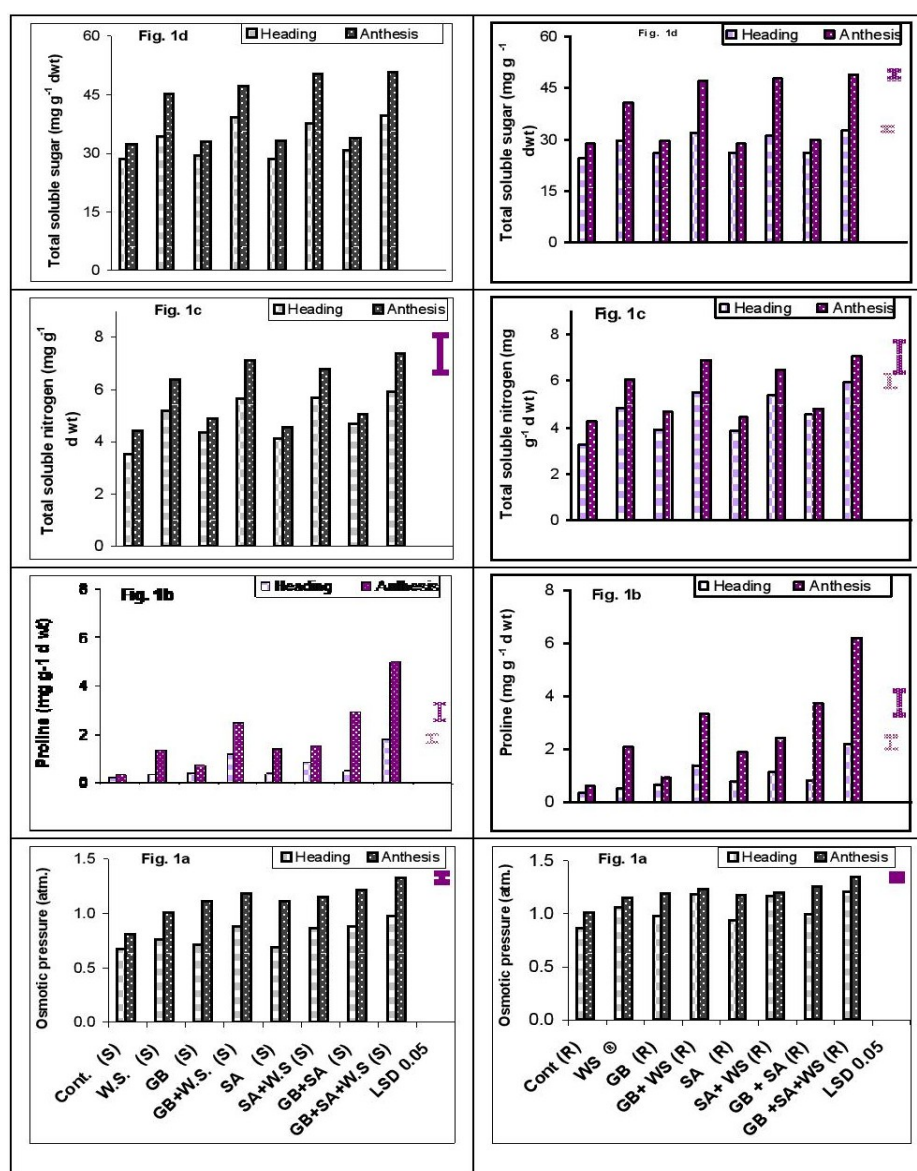 Fig. 1d
Heading Anthesis
Total soluble sugar (mg g-1 dwt)
60
45
30
15
0
Fig. 1d
Heading Anthesis
Total soluble sugar (mg g -1
dwt)
60
45
30
15
0
Fig. 1c
Heading Anthesis
Total soluble nitrogen (mg g-1
d wt)
8
6
4
2
0
Fig. 1c
Heading Anthesis
Total soluble nitrogen (mg
g-1 d wt)
8
6
4
2
0
Fig. 1b
Heading Anthesis
Proline (mg g-1 d wt)
8
6
4
2
0
Fig. 1b
Heading Anthesis
Proline (mg g -1 d wt)
8
6
4
2
0
Fig. 1a
Heading Anthesis
Osmotic pressure (atm.)
1.5
1.0
0.5
0.0
Cont. (S)
W.S. (S)
GB (S)
GB+W.S. (S)
SA (S)
SA+W.S (S)
GB+SA (S)
GB+SA+W.S (S)
LSD 0.05
Fig. 1a
Heading Anthesis
Osmotic pressure (atm.)
1.5
1.0
0.5
0.0
Cont (R)
WS ®
GB (R)
GB+ WS (R)
SA (R)
SA+ WS (R)
GB + SA (R)
GB +SA+WS (R)
LSD 0.05